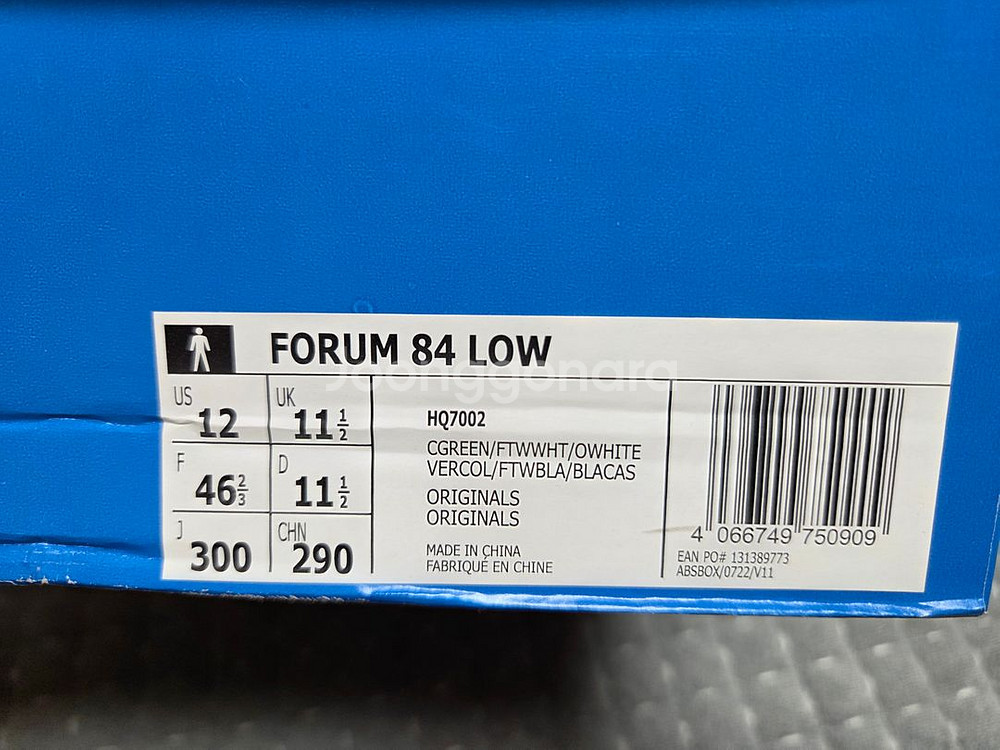 FORUM 84 LOW
Joonggonara
US 12 UK 11 1/2
F 46 2/3 D 11 1/2
J 300 CHN 290
HQ7002
CGREEN/FTWWHT/OWHITE
VERCOL/FTWBLA/BLACAS
ORIGINALS
ORIGINALS
MADE IN CHINA
FABRIQUÉ EN CHINE
4 066749 750909
EAN PO# 131389773
ABSBOX/0722/V11